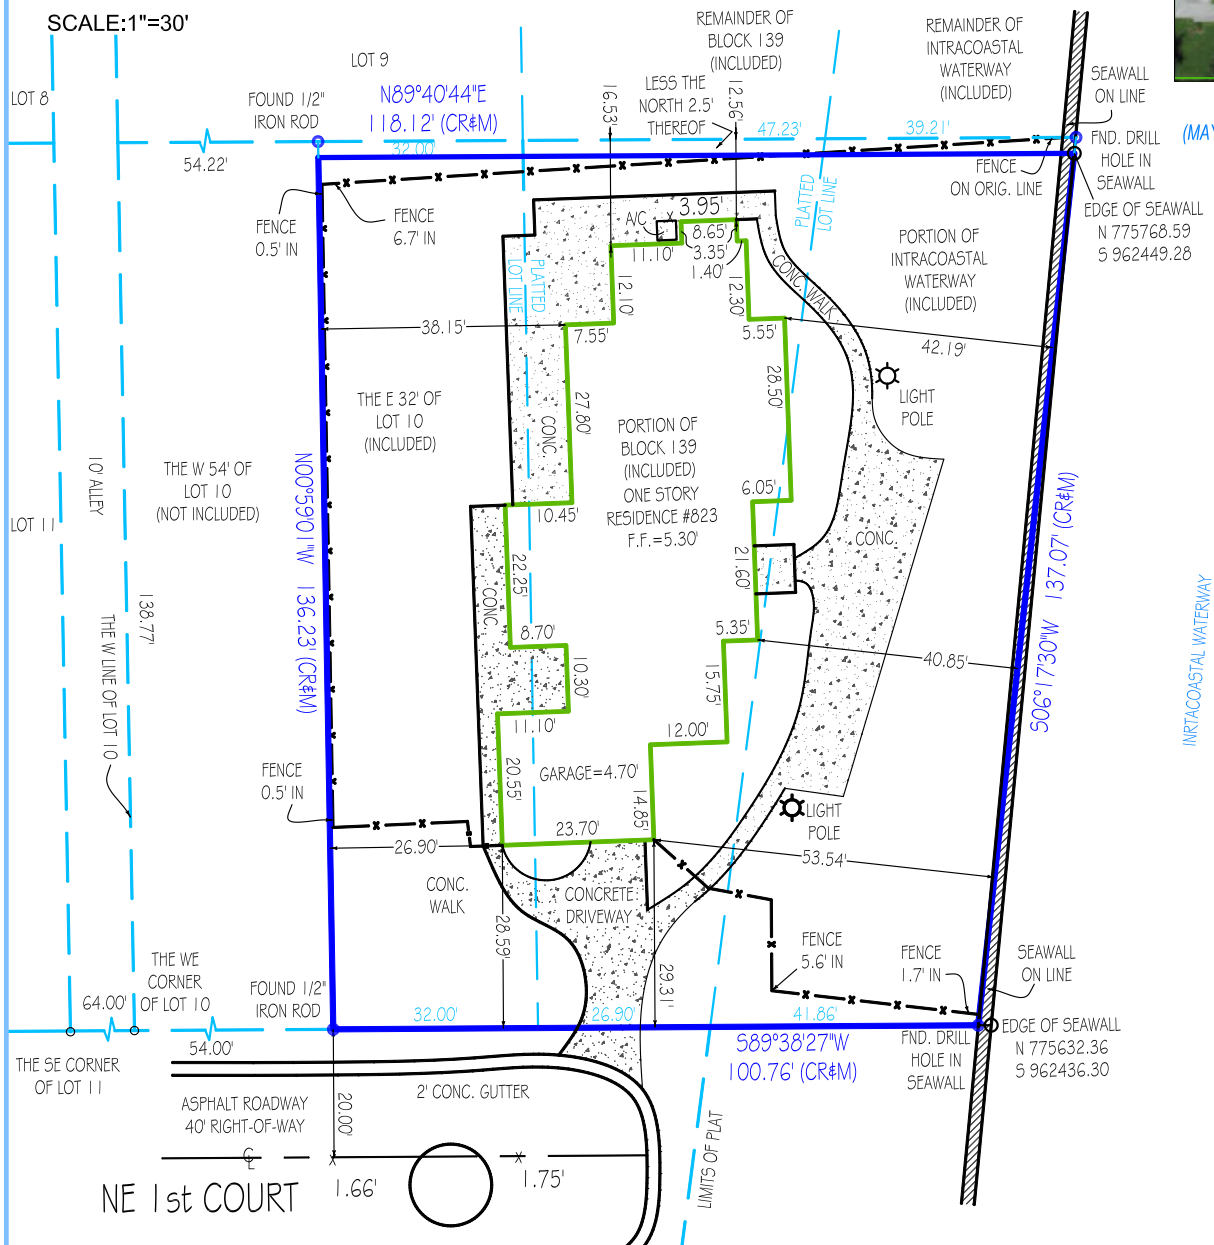 SCALE:1"=30'
LOT 8
LOT 9
REMAINDER OF
BLOCK 139
(INCLUDED)
REMAINDER OF
INTRACOASTAL
WATERWAY
(INCLUDED)
SEAWALL
ON LINE
FOUND 1/2"
IRON ROD
N89°40'44"E
118.12' (CR&M)
32.00'
16.53'
LESS THE
NORTH 2.5'
THEREOF
12.56'
47.23'
39.21'
FND. DRILL
HOLE IN
SEAWALL
54.22'
FENCE
0.5' IN
FENCE
6.7' IN
A/C
3.95'
8.65'
3.35'
1.40'
11.10'
12.10'
12.30'
PLATTED
LOT LINE
PLATTED
LOT LINE
FENCE
ON ORIG. LINE
EDGE OF SEAWALL
N 775768.59
S 962449.28
PORTION OF
INTRACOASTAL
WATERWAY
(INCLUDED)
CONC. WALK
38.15'
7.55'
5.55'
42.19'
THE E 32' OF
LOT 10
(INCLUDED)
27.80'
28.50'
CONC.
LIGHT
POLE
PORTION OF
BLOCK 139
(INCLUDED)
ONE STORY
RESIDENCE #823
F.F.=5.30'
10' ALLEY
THE W 54' OF
LOT 10
(NOT INCLUDED)
LOT 11
N00°59'01"W 136.23' (CR&M)
10.45'
6.05'
22.25'
21.60'
CONC.
CONC.
S06°17'30"W 137.07' (CR&M)
INRTACOASTAL WATERWAY
138.77'
THE W LINE OF LOT 10
8.70'
5.35'
10.30'
15.75'
40.85'
11.10'
12.00'
FENCE
0.5' IN
20.55'
GARAGE=4.70'
14.85'
23.70'
LIGHT
POLE
26.90'
53.54'
CONC.
WALK
CONCRETE
DRIVEWAY
28.59'
29.31'
FENCE
5.6' IN
FENCE
1.7' IN
SEAWALL
ON LINE
THE WE
CORNER
OF LOT 10
FOUND 1/2"
IRON ROD
64.00'
54.00'
32.00'
26.90'
41.86'
S89°38'27"W
100.76' (CR&M)
FND. DRILL
HOLE IN
SEAWALL
EDGE OF SEAWALL
N 775632.36
S 962436.30
THE SE CORNER
OF LOT 11
2' CONC. GUTTER
ASPHALT ROADWAY
40' RIGHT-OF-WAY
20.00'
LIMITS OF PLAT
1.66'
1.75'
NE 1st COURT